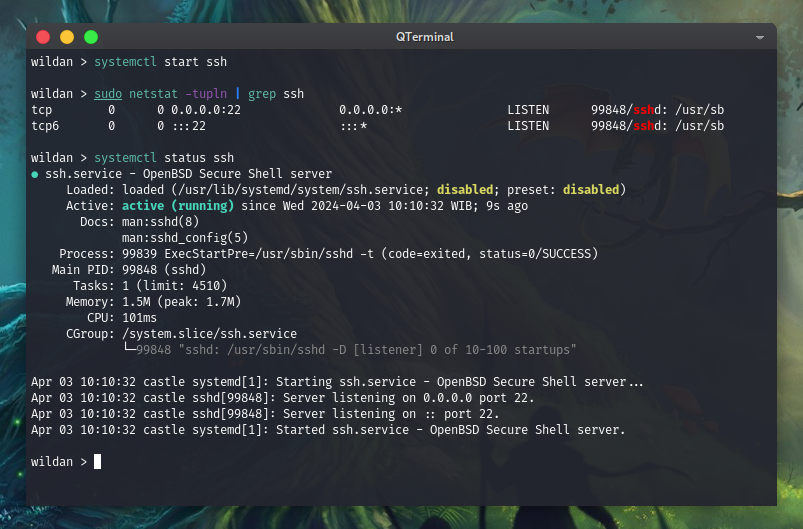 QTerminal
wildan > systemctl start ssh
wildan > sudo netstat -tupln | grep ssh
tcp        0      0 0.0.0.0:22              0.0.0.0:*               LISTEN      99848/sshd: /usr/sb
tcp6       0      0 :::22                   :::*                    LISTEN      99848/sshd: /usr/sb
wildan > systemctl status ssh
● ssh.service - OpenBSD Secure Shell server
     Loaded: loaded (/usr/lib/systemd/system/ssh.service; disabled; preset: disabled)
     Active: active (running) since Wed 2024-04-03 10:10:32 WIB; 9s ago
       Docs: man:sshd(8)
             man:sshd_config(5)
    Process: 99839 ExecStartPre=/usr/sbin/sshd -t (code=exited, status=0/SUCCESS)
   Main PID: 99848 (sshd)
      Tasks: 1 (limit: 4510)
     Memory: 1.5M (peak: 1.7M)
        CPU: 101ms
     CGroup: /system.slice/ssh.service
             └─99848 "sshd: /usr/sbin/sshd -D [listener] 0 of 10-100 startups"
Apr 03 10:10:32 castle systemd[1]: Starting ssh.service - OpenBSD Secure Shell server...
Apr 03 10:10:32 castle sshd[99848]: Server listening on 0.0.0.0 port 22.
Apr 03 10:10:32 castle sshd[99848]: Server listening on :: port 22.
Apr 03 10:10:32 castle systemd[1]: Started ssh.service - OpenBSD Secure Shell server.
wildan >